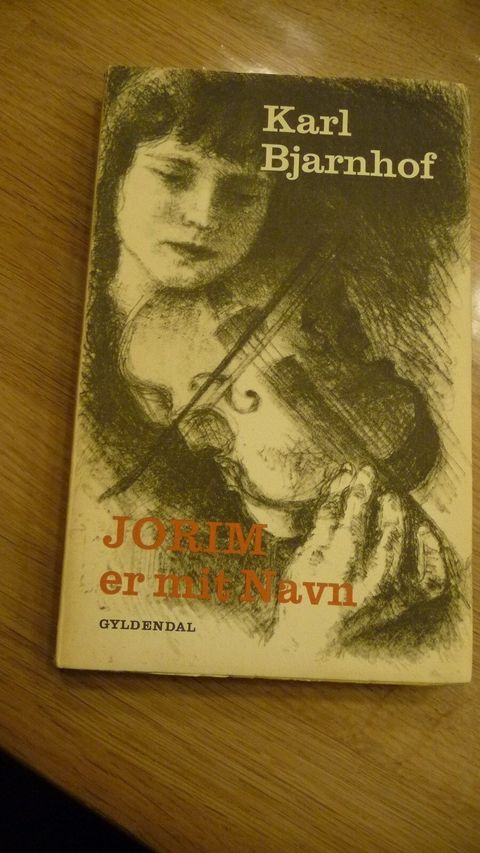 Karl
Bjarnhof
JORIM
er mit Navn
GYLDENDAL